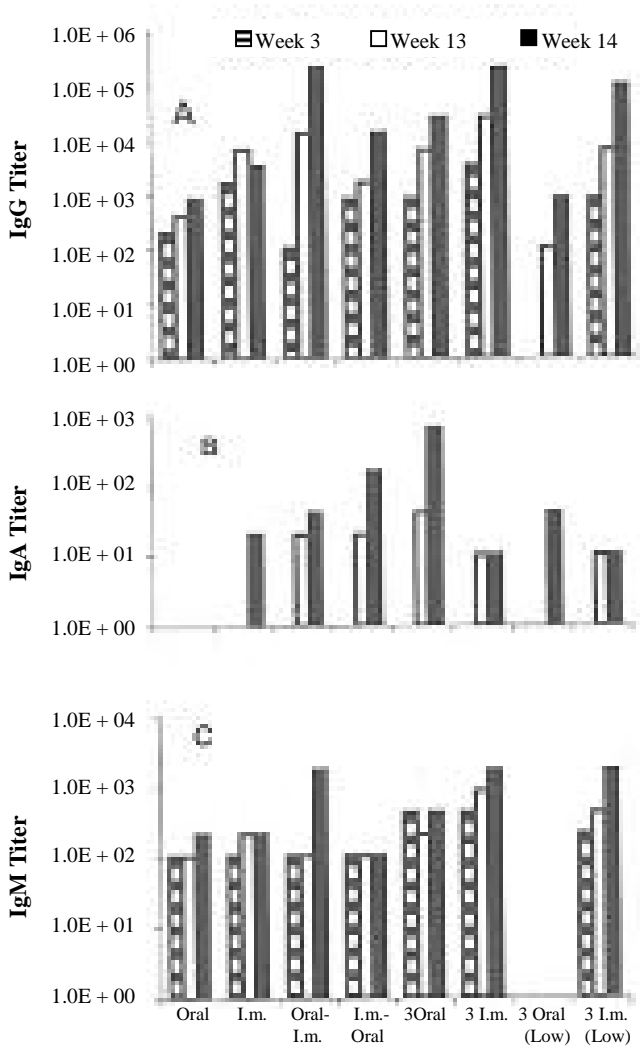 Week 3 Week 13 Week 14
1.0E + 06
1.0E + 05
1.0E + 04
1.0E + 03
1.0E + 02
1.0E + 01
1.0E + 00
IgG Titer
A
1.0E + 03
1.0E + 02
1.0E + 01
1.0E + 00
IgA Titer
B
1.0E + 04
1.0E + 03
1.0E + 02
1.0E + 01
1.0E + 00
IgM Titer
C
Oral I.m. Oral- I.m.- 3Oral 3 I.m. 3 Oral 3 I.m.
I.m. Oral (Low) (Low)